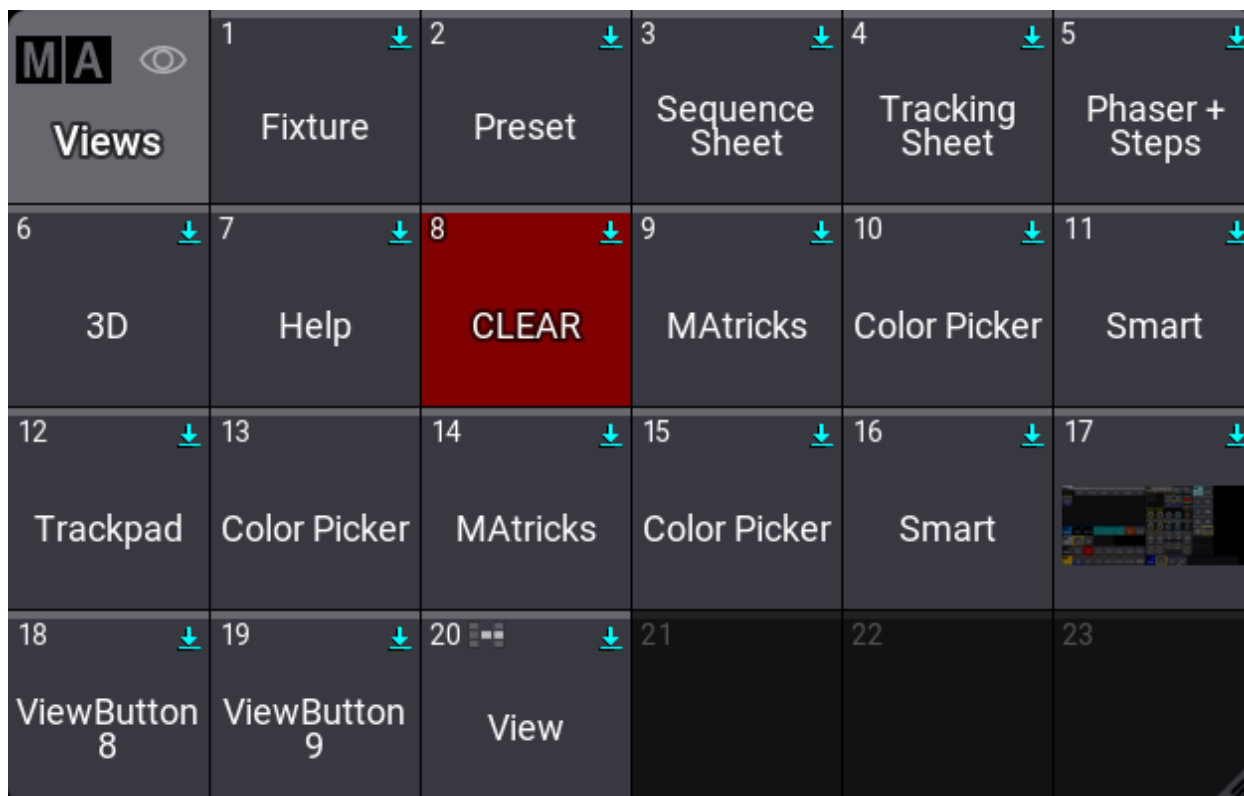 MA
Views
1
Fixture
2
Preset
3
Sequence
Sheet
4
Tracking
Sheet
5
Phaser +
Steps
6
3D
7
Help
8
CLEAR
9
MAtricks
10
Color Picker
11
Smart
12
Trackpad
13
Color Picker
14
MAtricks
15
Color Picker
16
Smart
17
18
ViewButton
8
19
ViewButton
9
20
View
21
22
23